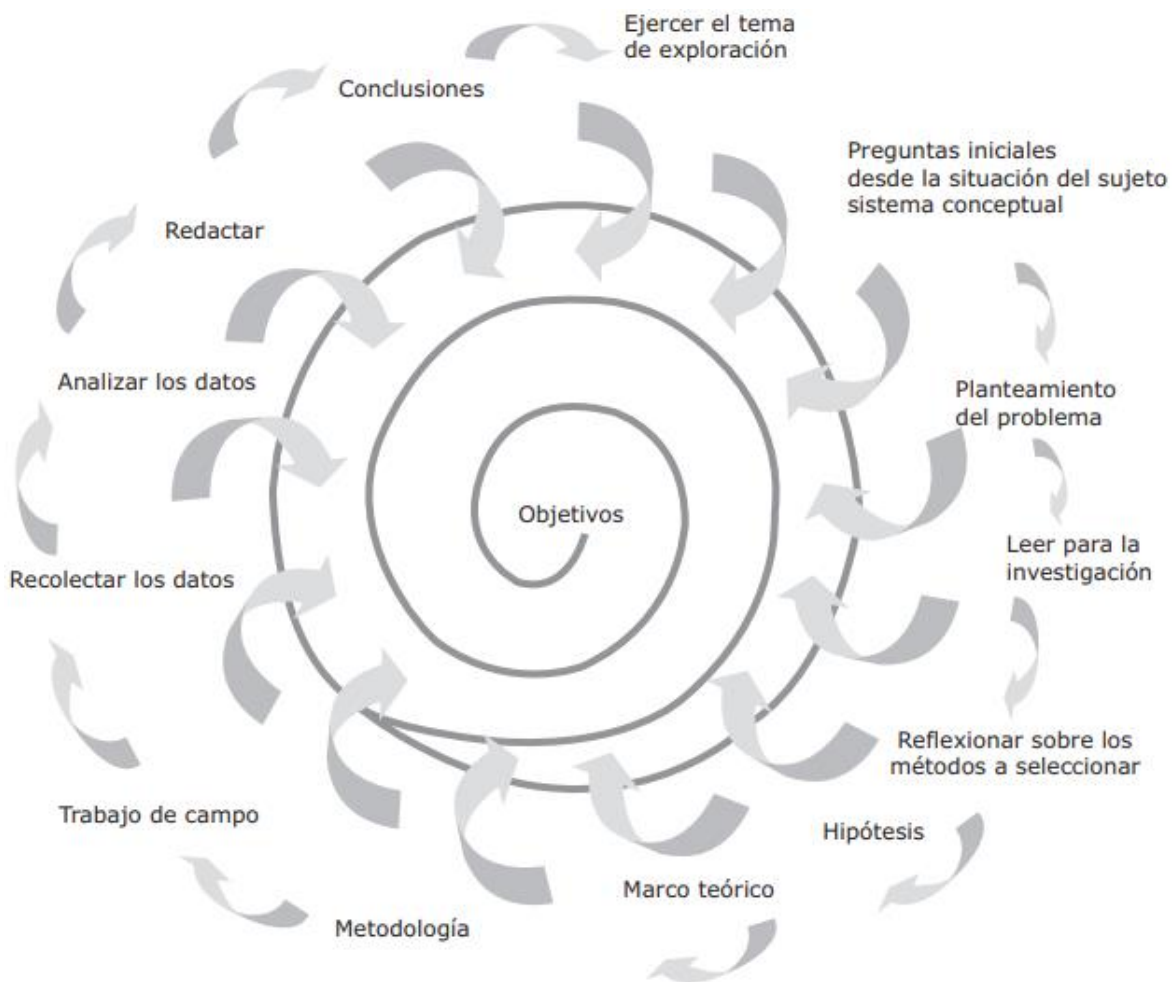 Ejercer el tema
de exploración
Conclusiones
Preguntas iniciales
desde la situación del sujeto
sistema conceptual
Redactar
Analizar los datos
Planteamiento
del problema
Objetivos
Leer para la
investigación
Recolectar los datos
Reflexionar sobre los
métodos a seleccionar
Trabajo de campo
Hipótesis
Marco teórico
Metodología